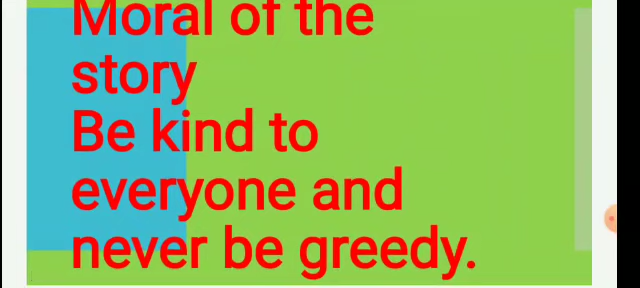 Moral of the
story
Be kind to
everyone and
never be greedy.